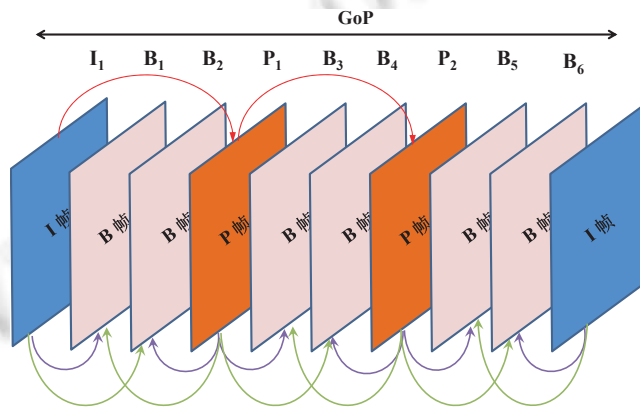 GoP
I₁ B₁ B₂ P₁ B₃ B₄ P₂ B₅ B₆
I 帧 B 帧 B 帧 P 帧 B 帧 B 帧 P 帧 B 帧 B 帧 I 帧